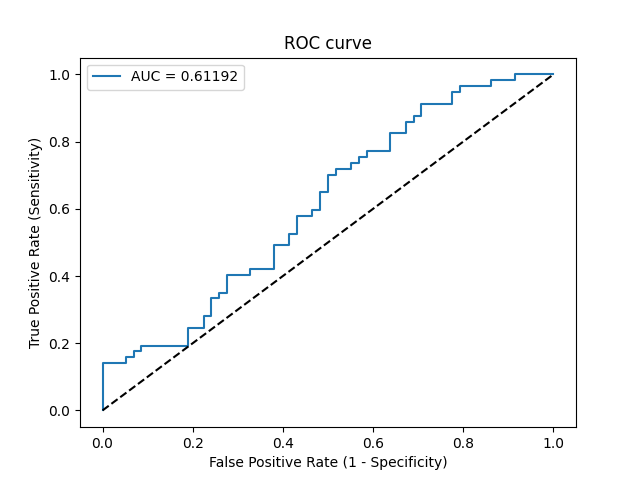 ROC curve
AUC = 0.61192
True Positive Rate (Sensitivity)
1.0
0.8
0.6
0.4
0.2
0.0
0.0 0.2 0.4 0.6 0.8 1.0
False Positive Rate (1 - Specificity)